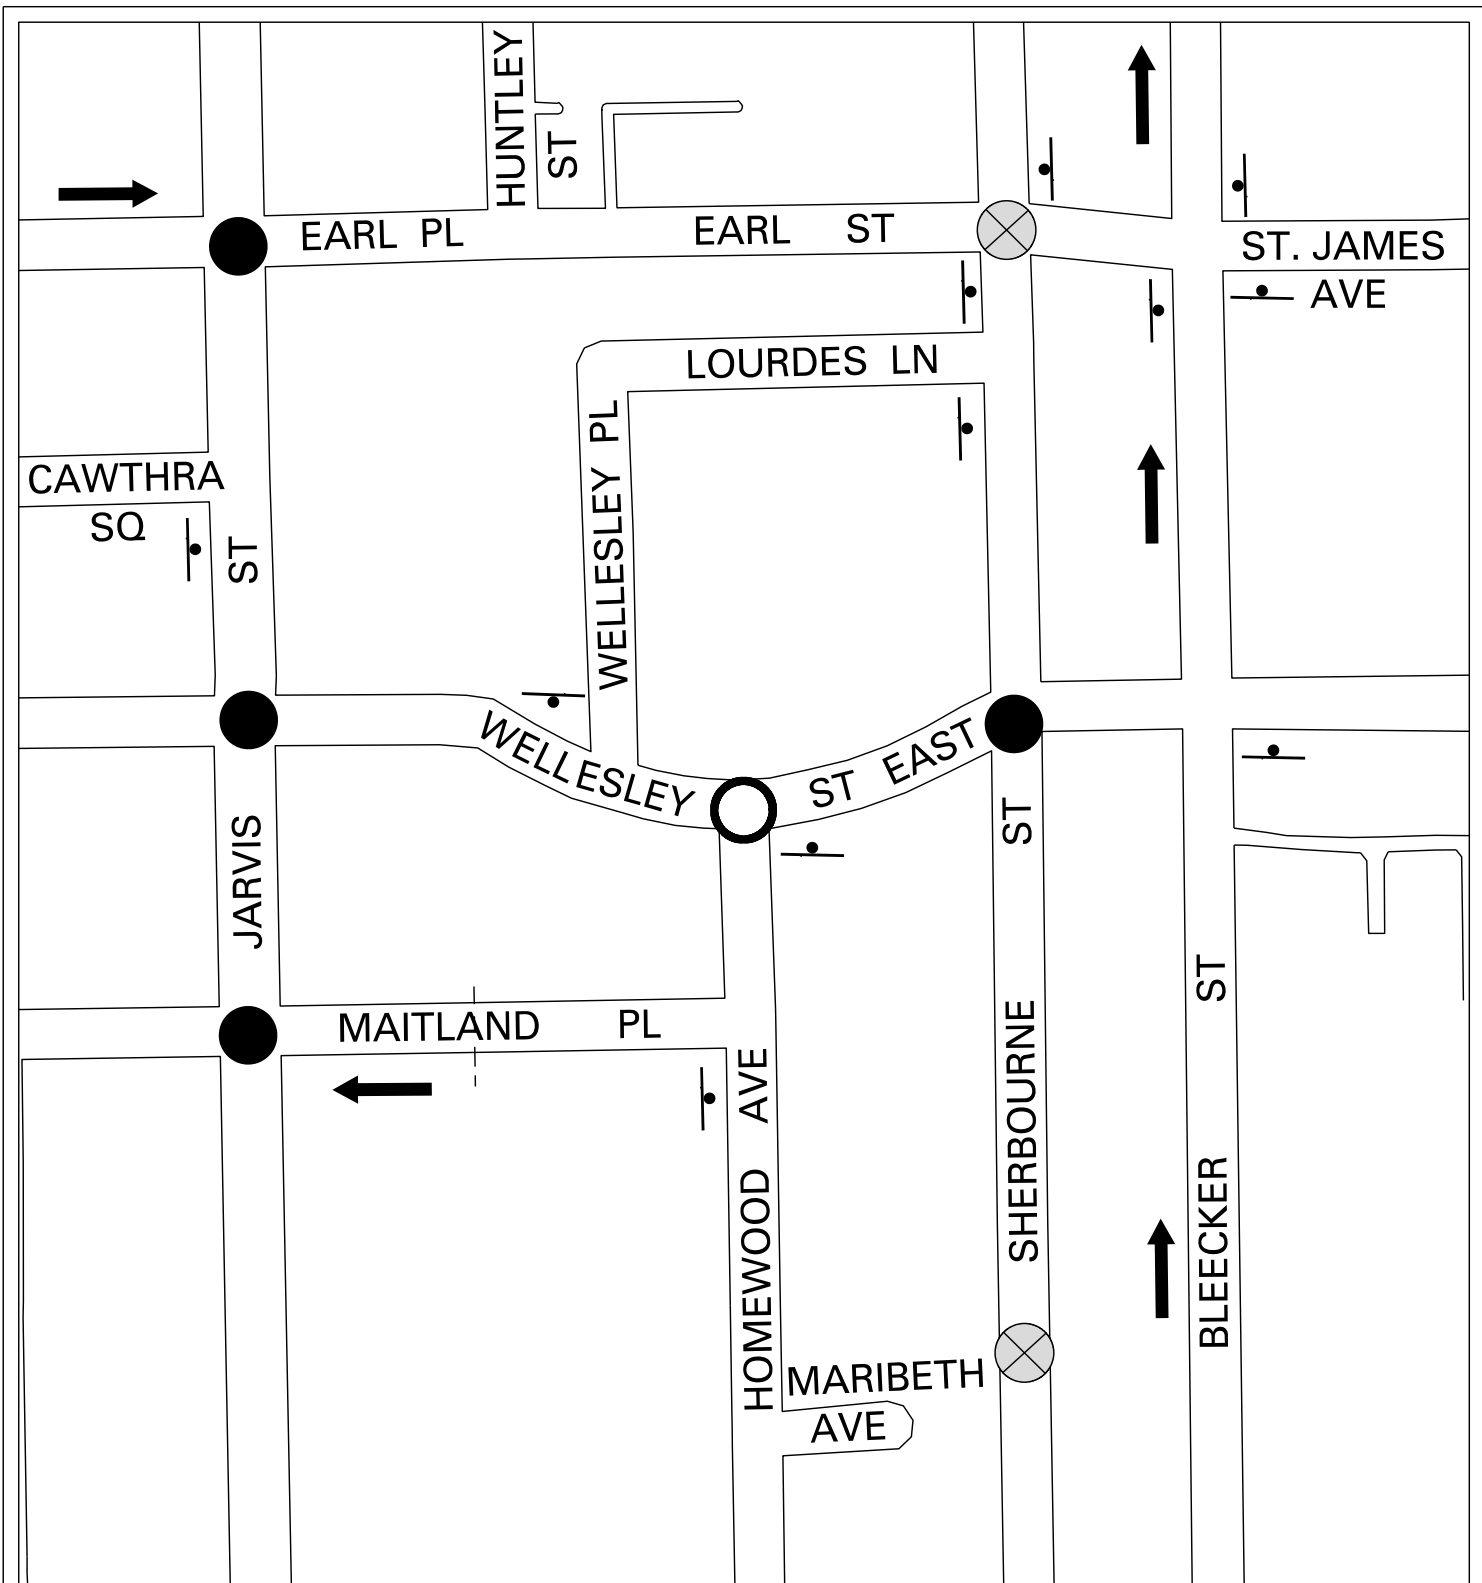 HUNTLEY
ST
EARL PL
EARL ST
ST. JAMES
AVE
LOURDES LN
CAWTHRA
SQ
WELLESLEY PL
JARVIS ST
WELLESLEY ST EAST
MAITLAND PL
HOMEWOOD AVE
SHERBOURNE ST
BLEECKER ST
MARIBETH
AVE